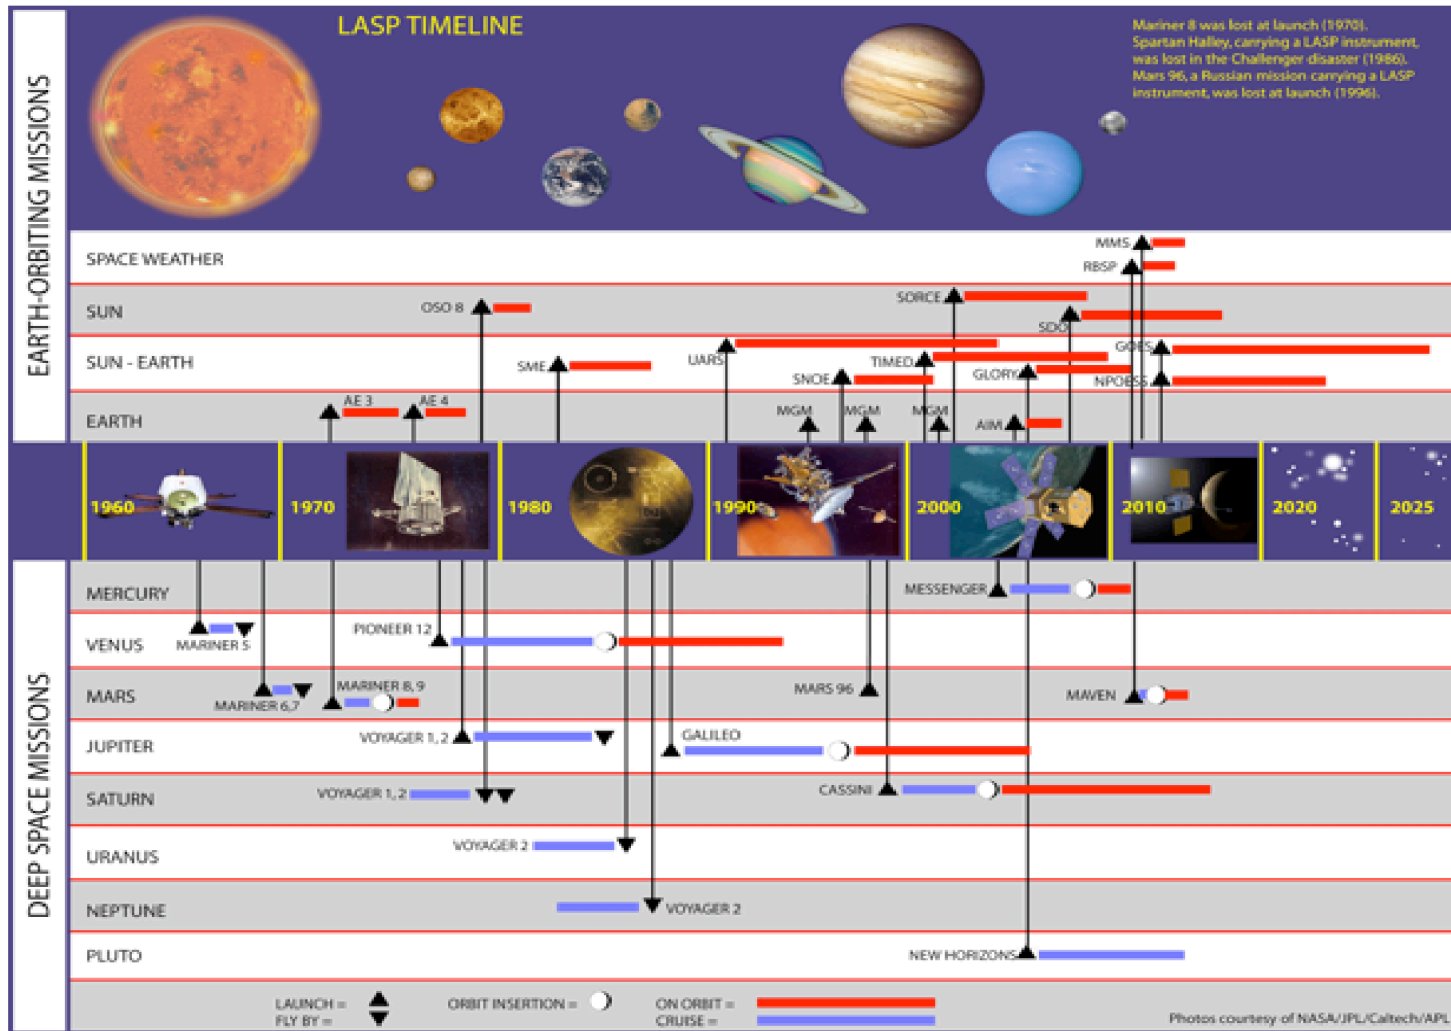 LASP TIMELINE
Mariner 8 was lost at launch (1970).
Spartan Halley, carrying a LASP instrument,
was lost in the Challenger disaster (1986).
Mars 96, a Russian mission carrying a LASP
instrument, was lost at launch (1996).
EARTH-ORBITING MISSIONS
SPACE WEATHER
MMS
RBSP
SUN
OSO 8
SORCE
SDO
SUN - EARTH
SME
UARS
SNOE
TIMED
GLORY
GOES
NPOESS
EARTH
AE 3
AE 4
MGM
MGM
MGM
AIM
1960
1970
1980
1990
2000
2010
2020
2025
DEEP SPACE MISSIONS
MERCURY
MESSENGER
VENUS
MARINER 5
PIONEER 12
MARS
MARINER 6,7
MARINER 8, 9
MARS 96
MAVEN
JUPITER
VOYAGER 1, 2
GALILEO
SATURN
VOYAGER 1, 2
CASSINI
URANUS
VOYAGER 2
NEPTUNE
VOYAGER 2
PLUTO
NEW HORIZONS
LAUNCH =
FLY BY =
ORBIT INSERTION =
ON ORBIT =
CRUISE =
Photos courtesy of NASA/JPL/Caltech/APL